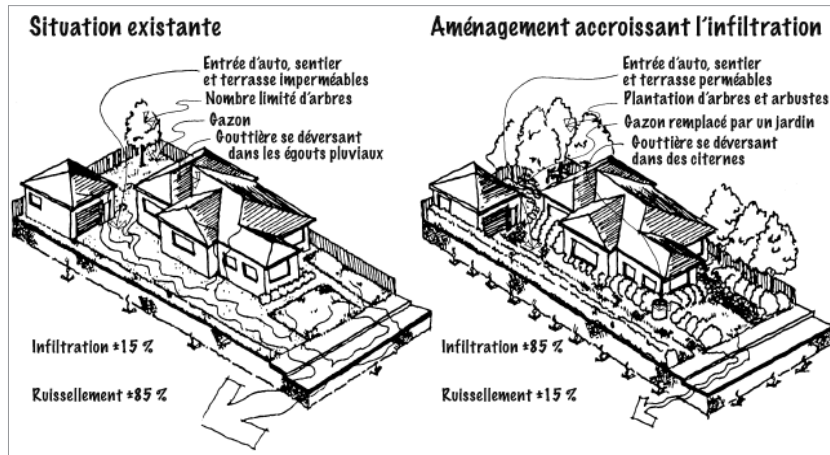 Situation existante
Entrée d'auto, sentier
et terrasse imperméables
Nombre limité d'arbres
Gazon
Gouttière se déversant
dans les égouts pluviaux
Infiltration ±15 %
Ruissellement ±85 %
Aménagement accroissant l'infiltration
Entrée d'auto, sentier
et terrasse perméables
Plantation d'arbres et arbustes
Gazon remplacé par un jardin
Gouttière se déversant
dans des citernes
Infiltration ±85 %
Ruissellement ±15 %